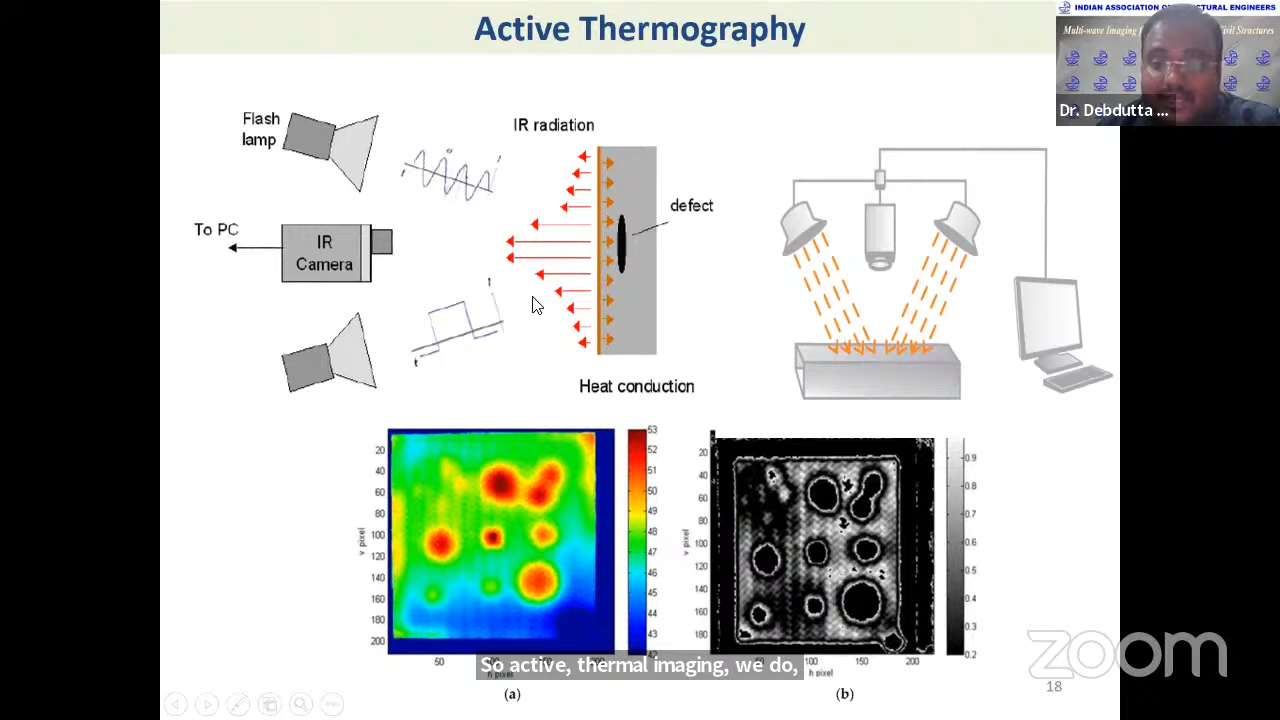 Active Thermography
INDIAN ASSOCIATION OF STRUCTURAL ENGINEERS
Multi-wave Imaging
Civil Structures
Dr. Debdutta ...
Flash
lamp
IR radiation
defect
To PC
IR
Camera
Heat conduction
53
52
51
50
49
48
47
46
45
44
43
20
40
60
80
100
120
140
160
180
200
v pixel
50
(a)
0.9
0.8
0.7
0.6
0.5
0.4
0.3
0.2
20
40
60
80
100
120
140
160
180
v pixel
50
100
150
200
h pixel
(b)
So active, thermal imaging, we do,
zoom
18